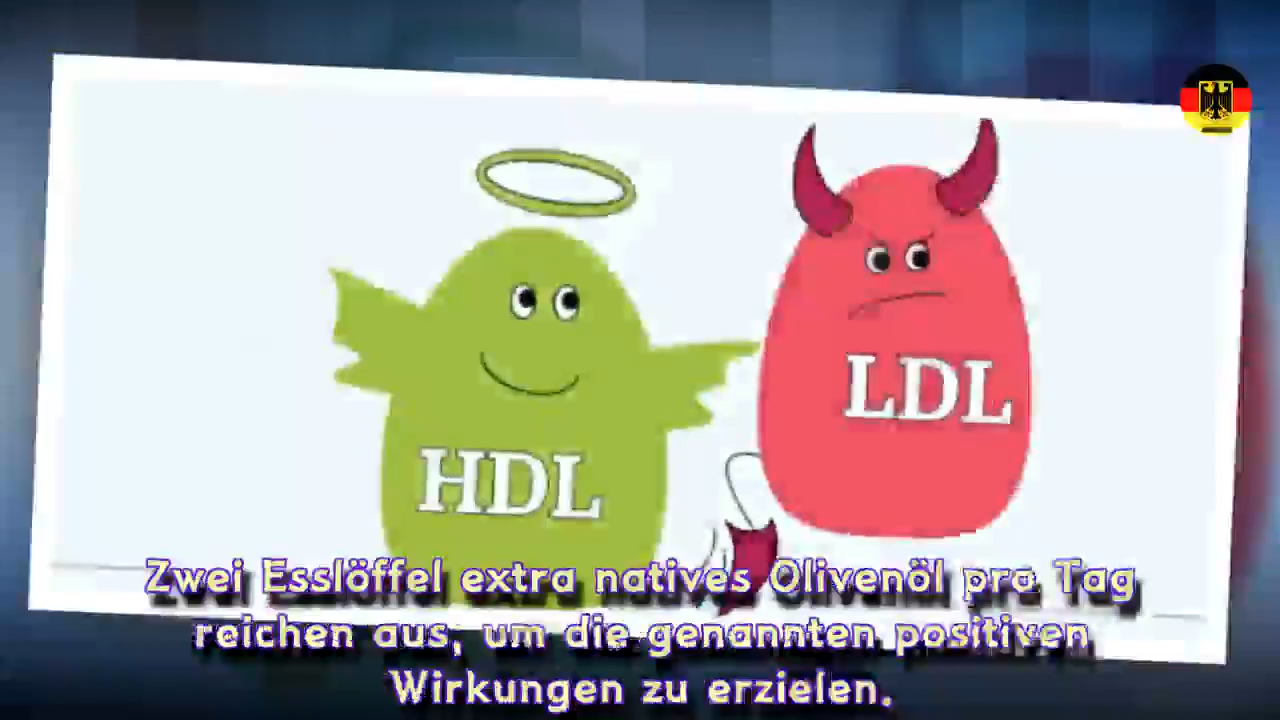 LDL
HDL
Zwei Esslöffel extra natives Olivenöl pro Tag
reichen aus, um die genannten positiven
Wirkungen zu erzielen.